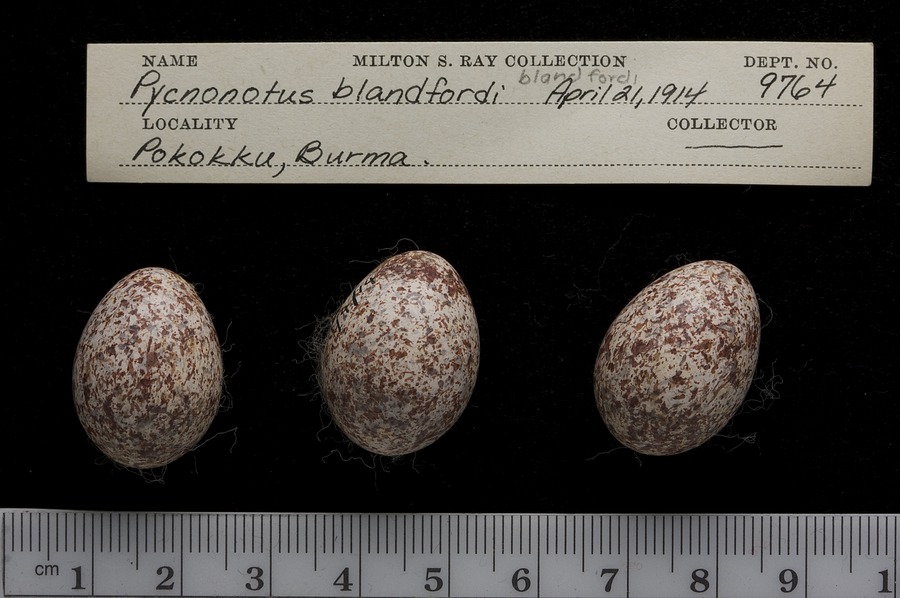 NAME MILTON S. RAY COLLECTION DEPT. NO.
blandfordi
Pycnonotus blandfordi April 21, 1914 9764
LOCALITY COLLECTOR
Pokokku, Burma.
cm 1 2 3 4 5 6 7 8 9 1